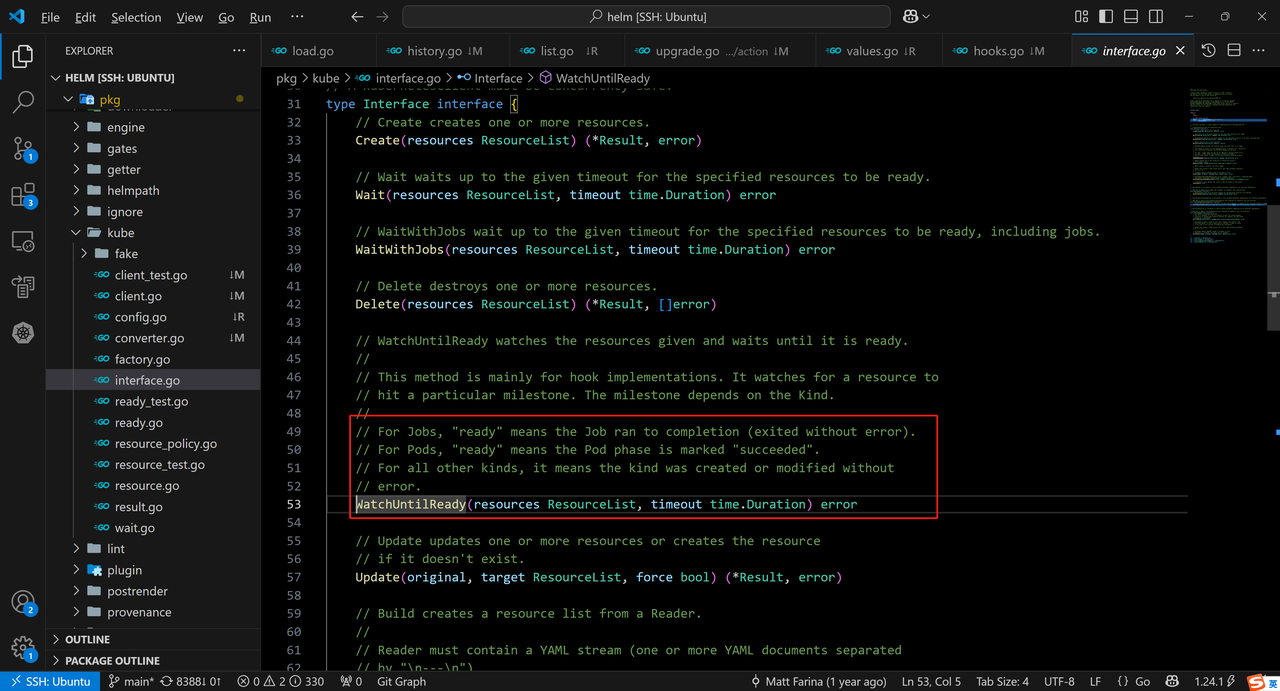 File Edit Selection View Go Run ··· helm [SSH: Ubuntu]
EXPLORER ···
HELM [SSH: UBUNTU]
pkg
engine
gates
getter
helmpath
ignore
kube
fake
client_test.go ↓M
client.go ↓M
config.go ↓R
converter.go ↓M
factory.go
interface.go
ready_test.go
ready.go
resource_policy.go
resource_test.go
resource.go
result.go
wait.go
lint
plugin
postrender
provenance
OUTLINE
PACKAGE OUTLINE
1
3
2
1
load.go history.go ↓M list.go ↓R upgrade.go .../action ↓M values.go ↓R hooks.go ↓M interface.go
pkg > kube > interface.go > Interface > WatchUntilReady
31 type Interface interface {
32 // Create creates one or more resources.
33 Create(resources ResourceList) (*Result, error)
34
35 // Wait waits up to the given timeout for the specified resources to be ready.
36 Wait(resources ResourceList, timeout time.Duration) error
37
38 // WaitWithJobs wait up to the given timeout for the specified resources to be ready, including jobs.
39 WaitWithJobs(resources ResourceList, timeout time.Duration) error
40
41 // Delete destroys one or more resources.
42 Delete(resources ResourceList) (*Result, []error)
43
44 // WatchUntilReady watches the resources given and waits until it is ready.
45 //
46 // This method is mainly for hook implementations. It watches for a resource to
47 // hit a particular milestone. The milestone depends on the Kind.
48 //
49 // For Jobs, "ready" means the Job ran to completion (exited without error).
50 // For Pods, "ready" means the Pod phase is marked "succeeded".
51 // For all other kinds, it means the kind was created or modified without
52 // error.
53 WatchUntilReady(resources ResourceList, timeout time.Duration) error
54
55 // Update updates one or more resources or creates the resource
56 // if it doesn't exist.
57 Update(original, target ResourceList, force bool) (*Result, error)
58
59 // Build creates a resource list from a Reader.
60 //
61 // Reader must contain a YAML stream (one or more YAML documents separated
62 // by "\n---\n")
SSH: Ubuntu main* 8388↓ 0↑ 0 2 330 0 Git Graph Matt Farina (1 year ago) Ln 53, Col 5 Tab Size: 4 UTF-8 LF {} Go 1.24.1 英